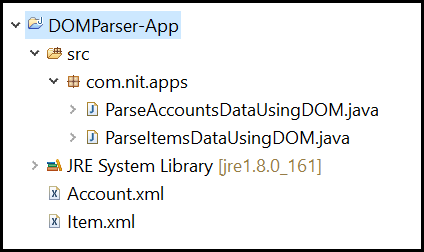 DOMParser-App
src
com.nit.apps
ParseAccountsDataUsingDOM.java
ParseItemsDataUsingDOM.java
JRE System Library [jre1.8.0_161]
Account.xml
Item.xml